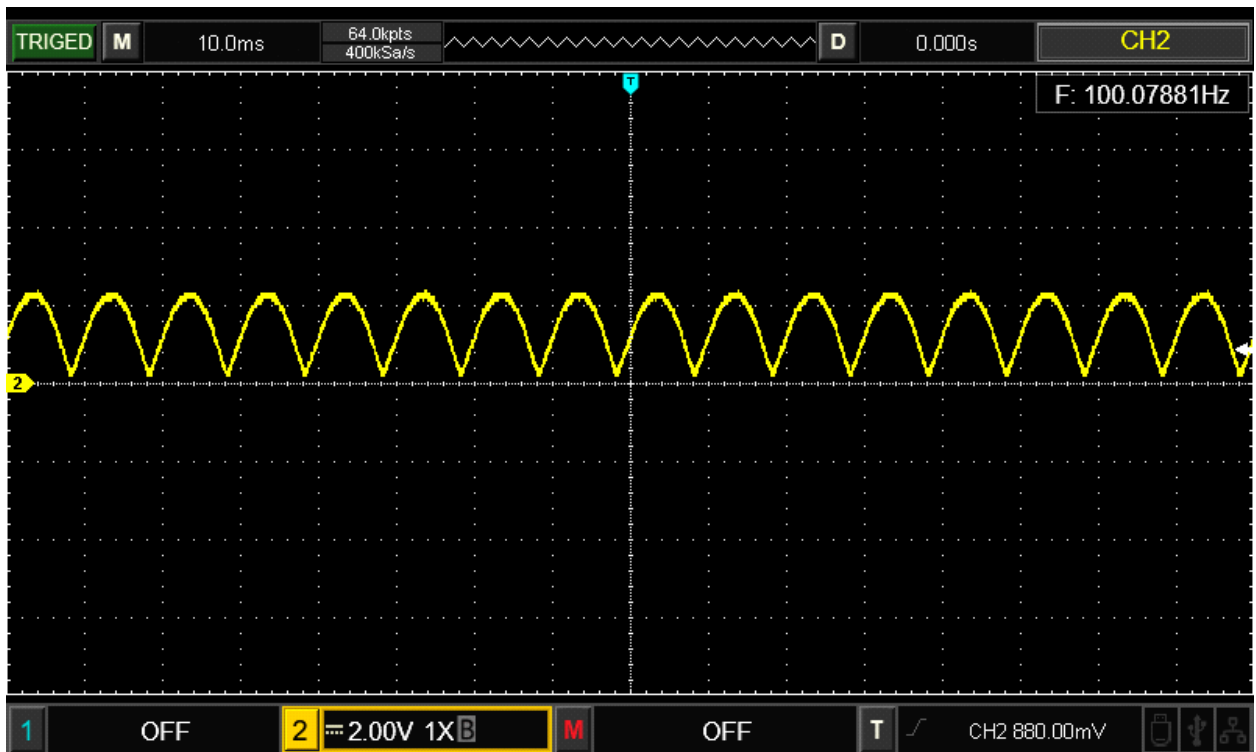 TRIGED M 10.0ms 64.0kpts D 0.000s CH2
400kSa/s
T
F: 100.07881Hz
2
1 OFF 2 2.00V 1X B M OFF T CH2 880.00mV